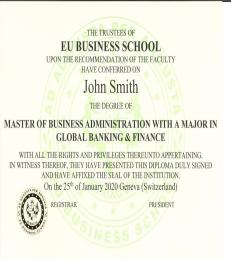 THE TRUSTEES OF
EU BUSINESS SCHOOL
UPON THE RECOMMENDATION OF THE FACULTY
HAVE CONFERRED ON
John Smith
THE DEGREE OF
MASTER OF BUSINESS ADMINISTRATION WITH A MAJOR IN
GLOBAL BANKING & FINANCE
WITH ALL THE RIGHTS AND PRIVILEGES THEREUNTO APPERTAINING.
IN WITNESS THEREOF, THEY HAVE PRESENTED THIS DIPLOMA DULY SIGNED
AND HAVE AFFIXED THE SEAL OF THE INSTITUTION.
On the 25th of January 2020 Geneva (Switzerland)
REGISTRAR
PRESIDENT